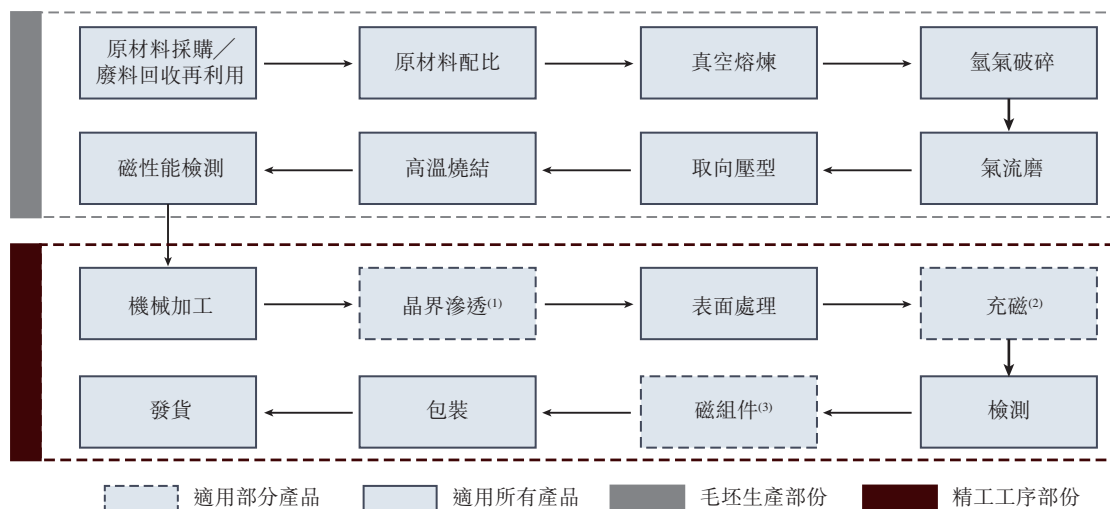 原材料採購／
廢料回收再利用
原材料配比
真空熔煉
氫氣破碎
磁性能檢測
高溫燒結
取向壓型
氣流磨
機械加工
晶界滲透(1)
表面處理
充磁(2)
發貨
包裝
磁組件(3)
檢測
適用部分產品
適用所有產品
毛坯生產部份
精工工序部份